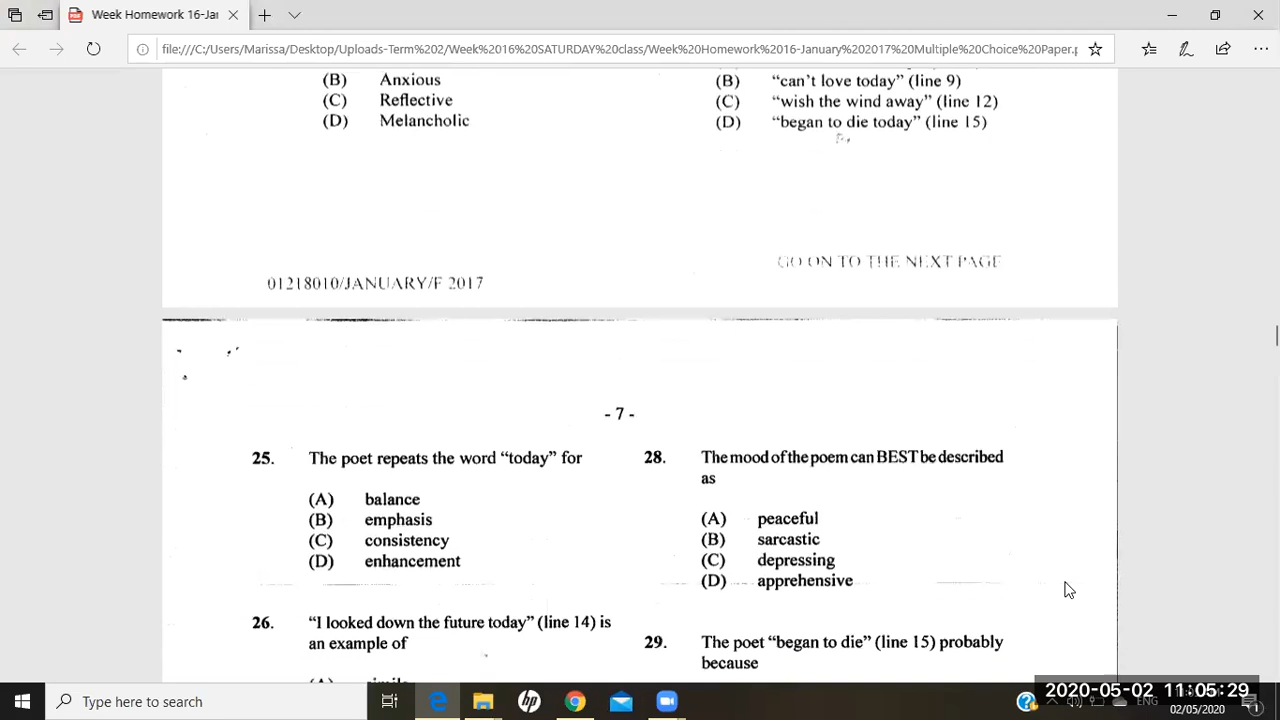 Week Homework 16-Jan
file:///C:/Users/Marissa/Desktop/Uploads-Term%202/Week%2016%20SATURDAY%20class/Week%20Homework%2016-January%202017%20Multiple%20Choice%20Paper.p
(B) Anxious
(C) Reflective
(D) Melancholic
(B) “can’t love today” (line 9)
(C) “wish the wind away” (line 12)
(D) “began to die today” (line 15)
GO ON TO THE NEXT PAGE
01218010/JANUARY/F 2017
- 7 -
25. The poet repeats the word “today” for
(A) balance
(B) emphasis
(C) consistency
(D) enhancement
26. “I looked down the future today” (line 14) is
an example of
(A) simile
28. The mood of the poem can BEST be described
as
(A) peaceful
(B) sarcastic
(C) depressing
(D) apprehensive
29. The poet “began to die” (line 15) probably
because
Type here to search
2020-05-02 11:05:29
ENG
02/05/2020